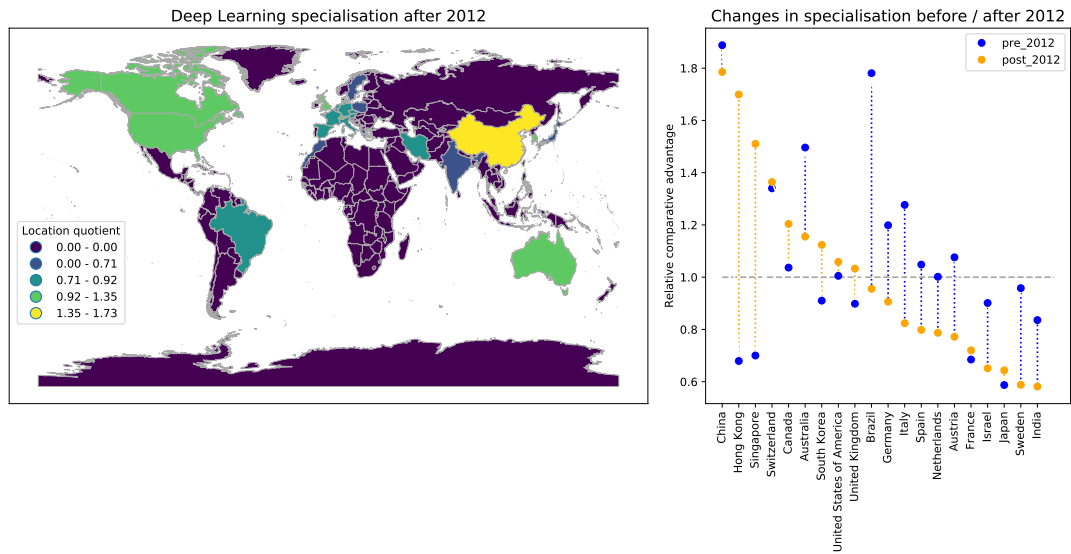 Deep Learning specialisation after 2012
Location quotient
0.00 - 0.00
0.00 - 0.71
0.71 - 0.92
0.92 - 1.35
1.35 - 1.73
Changes in specialisation before / after 2012
pre_2012
post_2012
Relative comparative advantage
1.8
1.6
1.4
1.2
1.0
0.8
0.6
China
Hong Kong
Singapore
Switzerland
Canada
Australia
South Korea
United States of America
United Kingdom
Brazil
Germany
Italy
Spain
Netherlands
Austria
France
Israel
Japan
Sweden
India